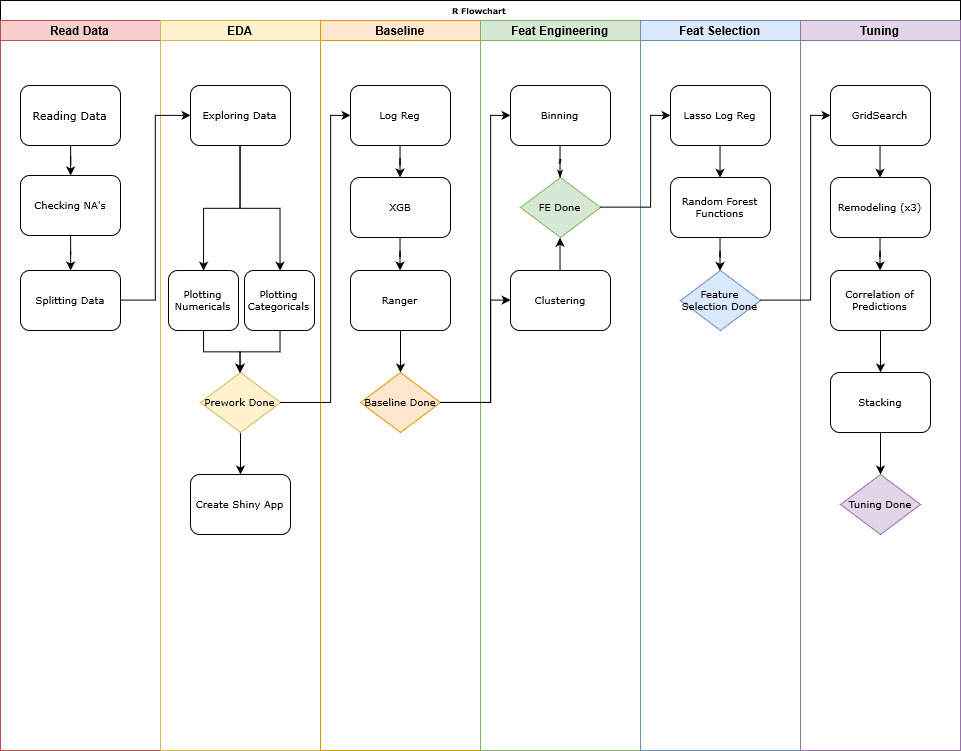 R Flowchart
Read Data
EDA
Baseline
Feat Engineering
Feat Selection
Tuning
Reading Data
Checking NA's
Splitting Data
Exploring Data
Plotting
Numericals
Plotting
Categoricals
Prework Done
Create Shiny App
Log Reg
XGB
Ranger
Baseline Done
Binning
FE Done
Clustering
Lasso Log Reg
Random Forest
Functions
Feature
Selection Done
GridSearch
Remodeling (x3)
Correlation of
Predictions
Stacking
Tuning Done